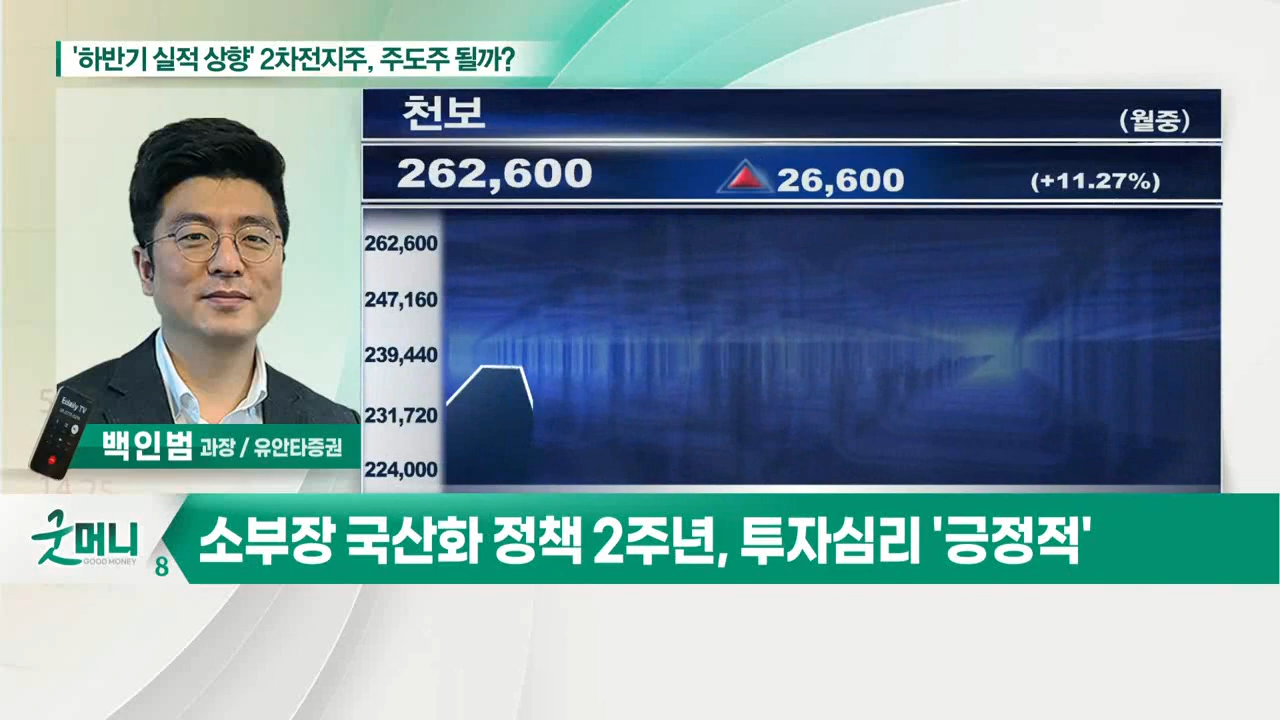 '하반기 실적 상향' 2차전지주, 주도주 될까?
천보
(월중)
262,600 26,600 (+11.27%)
262,600
247,160
239,440
231,720
224,000
백인범 과장 / 유안타증권
굿머니
GOOD MONEY
8
소부장 국산화 정책 2주년, 투자심리 '긍정적'